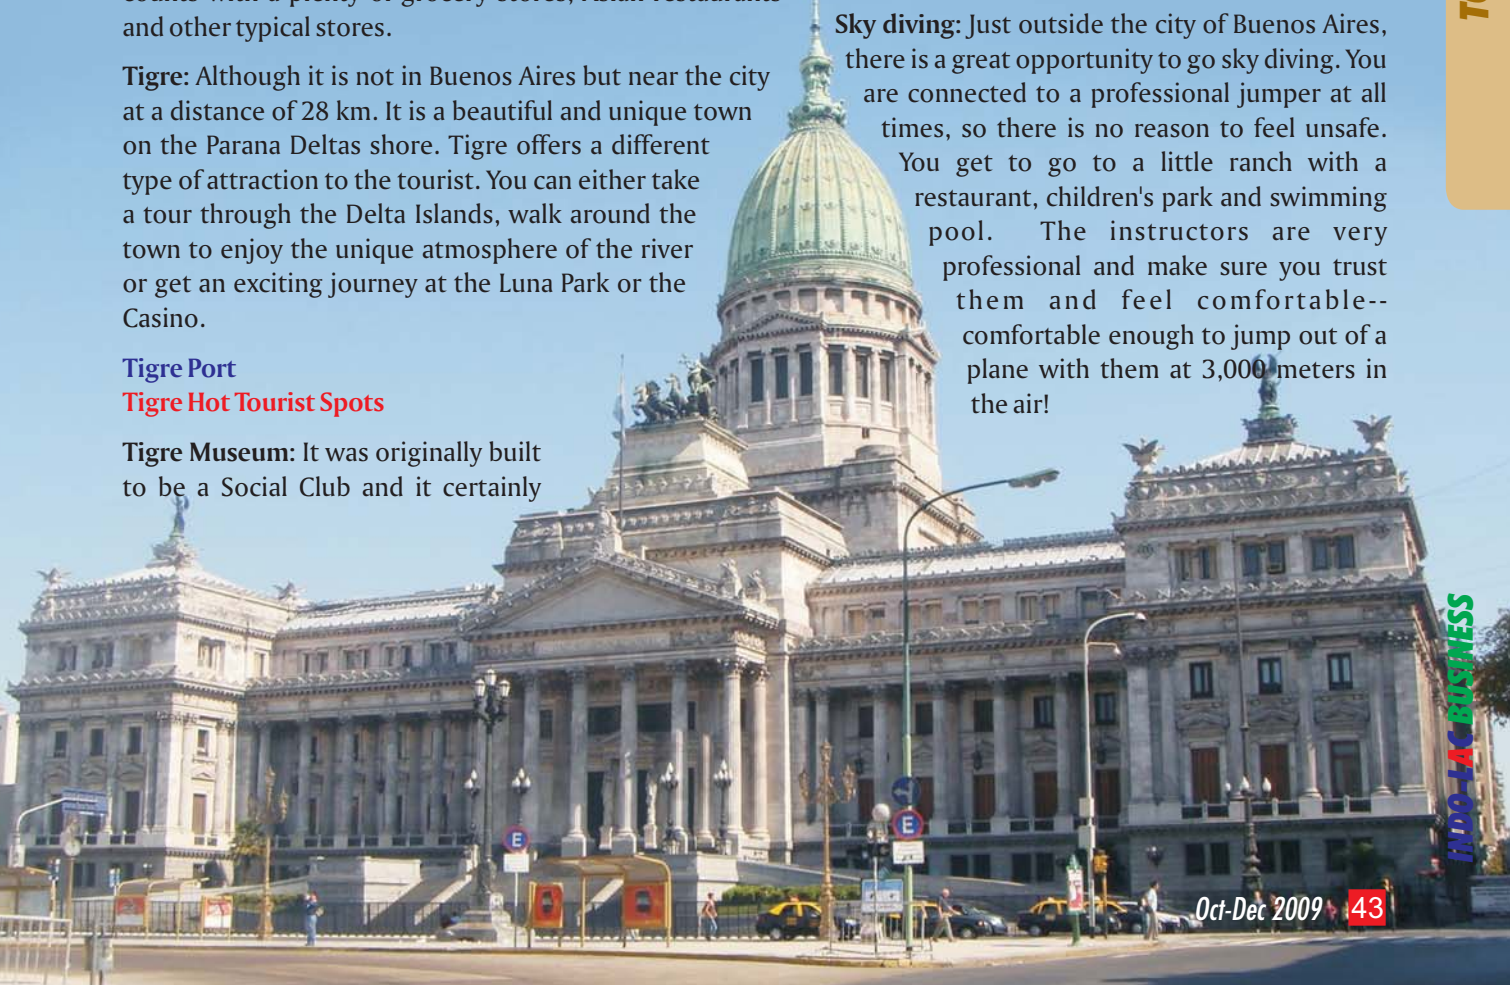 and other typical stores.
Tigre: Although it is not in Buenos Aires but near the city
at a distance of 28 km. It is a beautiful and unique town
on the Parana Deltas shore. Tigre offers a different
type of attraction to the tourist. You can either take
a tour through the Delta Islands, walk around the
town to enjoy the unique atmosphere of the river
or get an exciting journey at the Luna Park or the
Casino.
Tigre Port
Tigre Hot Tourist Spots
Tigre Museum: It was originally built
to be a Social Club and it certainly
Sky diving: Just outside the city of Buenos Aires,
there is a great opportunity to go sky diving. You
are connected to a professional jumper at all
times, so there is no reason to feel unsafe.
You get to go to a little ranch with a
restaurant, children's park and swimming
pool. The instructors are very
professional and make sure you trust
them and feel comfortable--
comfortable enough to jump out of a
plane with them at 3,000 meters in
the air!
INDO-LAC BUSINESS
E
E
Oct-Dec 2009 43